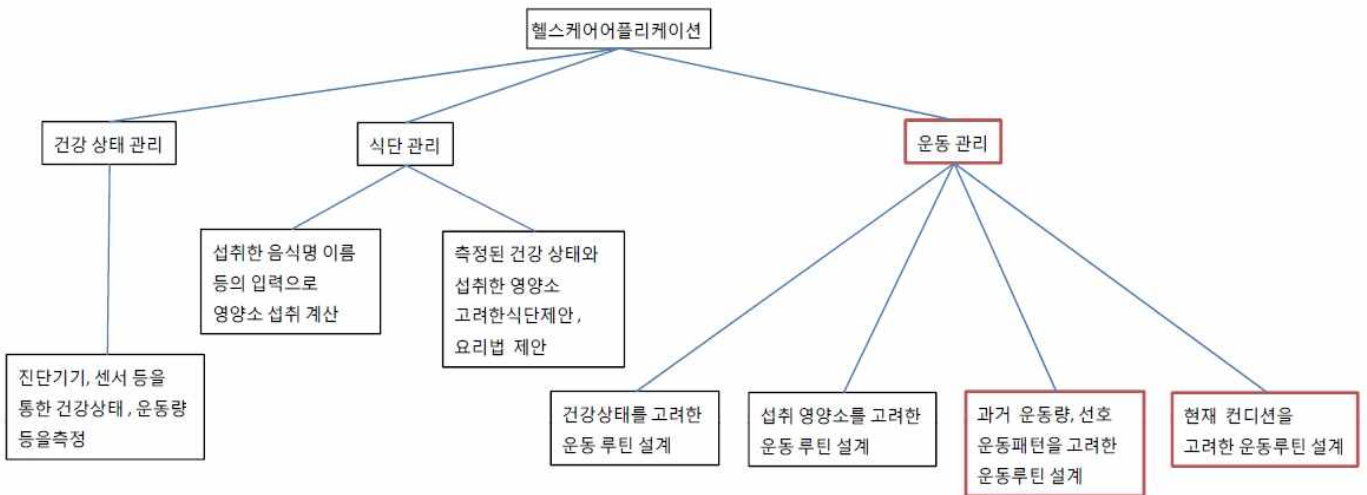 헬스케어어플리케이션
건강 상태 관리
식단 관리
운동 관리
섭취한 음식명 이름
등의 입력으로
영양소 섭취 계산
측정된 건강 상태와
섭취한 영양소
고려한식단제안 ,
요리법 제안
진단기기, 센서 등을
통한 건강상태 , 운동량
등을측정
건강상태를 고려한
운동 루틴 설계
섭취 영양소를 고려한
운동 루틴 설계
과거 운동량, 선호
운동패턴을 고려한
운동루틴 설계
현재 컨디션을
고려한 운동루틴 설계